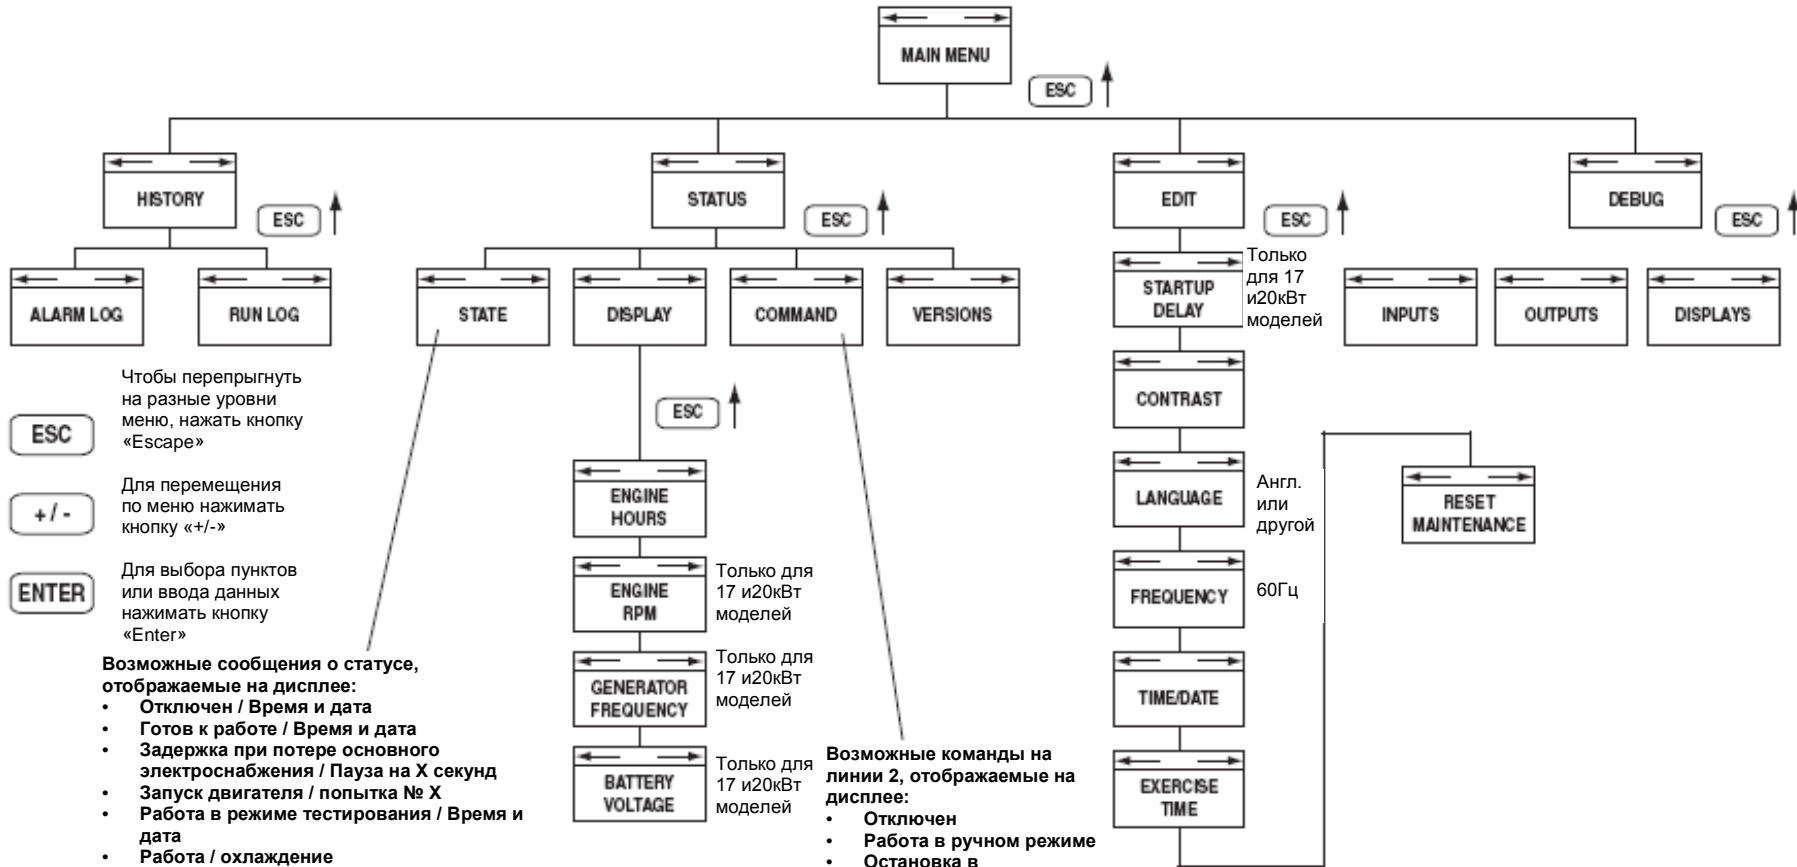 MAIN MENU
ESC
HISTORY
ESC
STATUS
ESC
EDIT
ESC
DEBUG
ESC
ALARM LOG
RUN LOG
STATE
DISPLAY
COMMAND
VERSIONS
STARTUP
DELAY
Только
для 17
и20кВт
моделей
INPUTS
OUTPUTS
DISPLAYS
ESC
Чтобы перепрыгнуть
на разные уровни
меню, нажать кнопку
«Escape»
+ / -
Для перемещения
по меню нажимать
кнопку «+/-»
ENTER
Для выбора пунктов
или ввода данных
нажимать кнопку
«Enter»
ESC
ENGINE
HOURS
ENGINE
RPM
Только для
17 и20кВт
моделей
GENERATOR
FREQUENCY
Только для
17 и20кВт
моделей
BATTERY
VOLTAGE
Только для
17 и20кВт
моделей
CONTRAST
LANGUAGE
Англ.
или
другой
FREQUENCY
60Гц
TIME/DATE
EXERCISE
TIME
RESET
MAINTENANCE
Возможные сообщения о статусе,
отображаемые на дисплее:
• Отключен / Время и дата
• Готов к работе / Время и дата
• Задержка при потере основного
электроснабжения / Пауза на X секунд
• Запуск двигателя / попытка № X
• Работа в режиме тестирования / Время и
дата
• Работа / охлаждение
Возможные команды на
линии 2, отображаемые на
дисплее:
• Отключен
• Работа в ручном режиме
• Остановка в